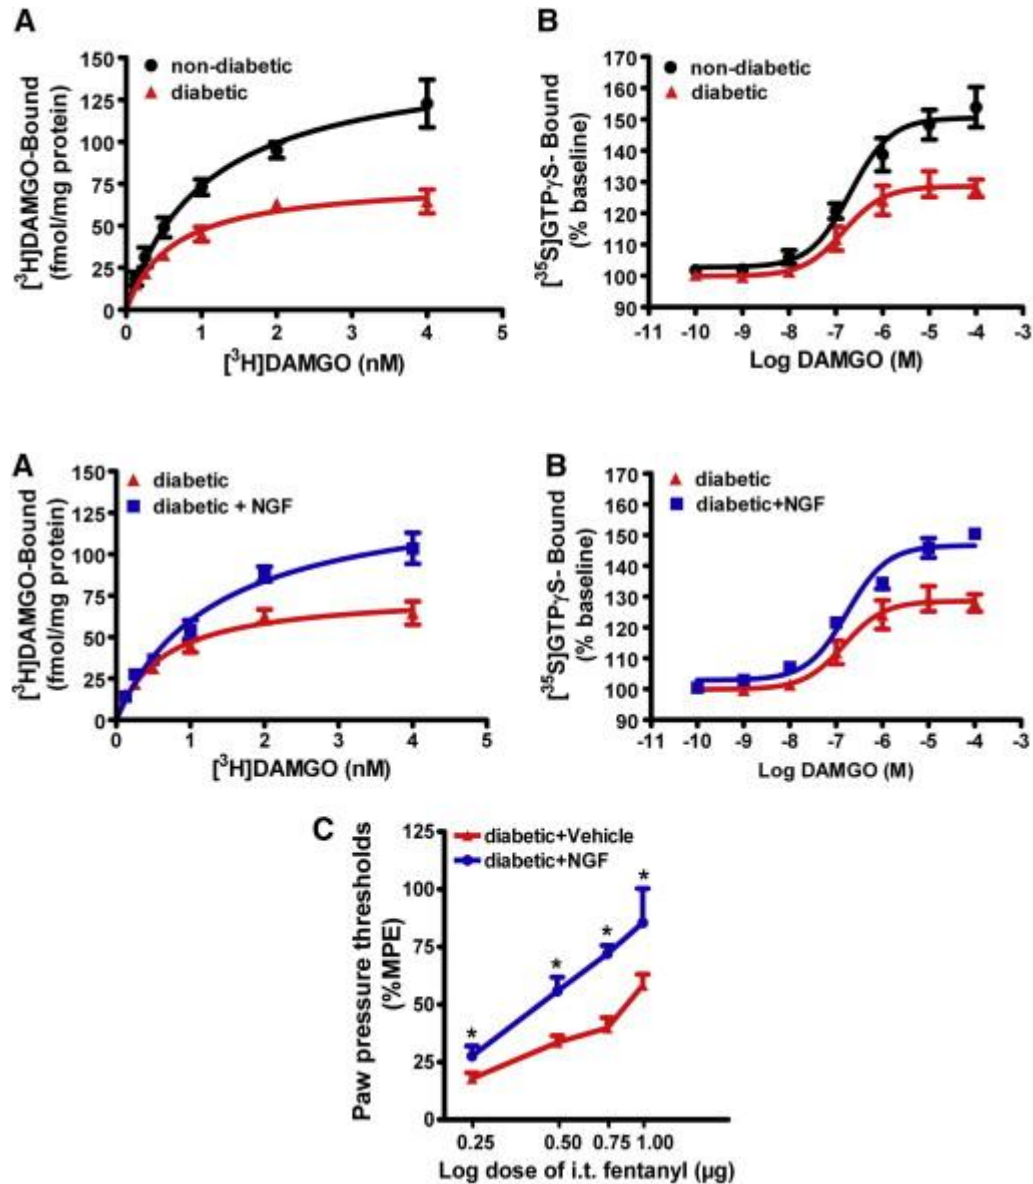 A
B
[³H]DAMGO-Bound
(fmol/mg protein)
150
125
100
75
50
25
0
non-diabetic
diabetic
0 1 2 3 4 5
[³H]DAMGO (nM)
[³⁵S]GTPγS- Bound
(% baseline)
170
160
150
140
130
120
110
100
90
non-diabetic
diabetic
-11 -10 -9 -8 -7 -6 -5 -4 -3
Log DAMGO (M)
A
B
[³H]DAMGO-Bound
(fmol/mg protein)
150
125
100
75
50
25
0
diabetic
diabetic + NGF
0 1 2 3 4 5
[³H]DAMGO (nM)
[³⁵S]GTPγS- Bound
(% baseline)
170
160
150
140
130
120
110
100
90
diabetic
diabetic+NGF
-11 -10 -9 -8 -7 -6 -5 -4 -3
Log DAMGO (M)
C
Paw pressure thresholds
(%MPE)
125
100
75
50
25
0
diabetic+Vehicle
diabetic+NGF
* * * *
0.25 0.50 0.75 1.00
Log dose of i.t. fentanyl (µg)